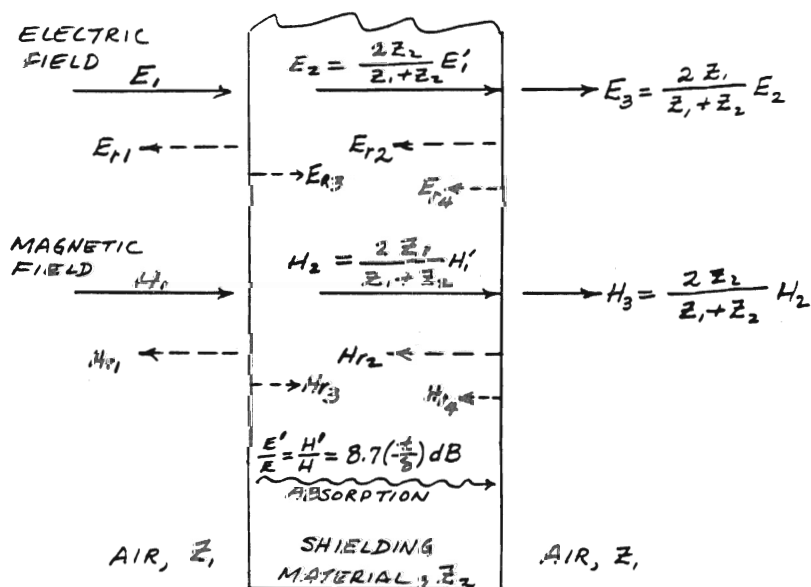 ELECTRIC
FIELD
E₁
E₂ = 2Z₂ / Z₁+Z₂ E₁'
E₃ = 2Z₁ / Z₁+Z₂ E₂
Er1
Er2
ER3
Er4
MAGNETIC
FIELD
H₁
H₂ = 2Z₁ / Z₁+Z₂ H₁'
H₃ = 2Z₂ / Z₁+Z₂ H₂
Hr1
Hr2
Hr3
Hr4
E'/E = H'/H = 8.7(-t/δ) dB
ABSORPTION
AIR, Z₁
SHIELDING
MATERIAL, Z₂
AIR, Z₁